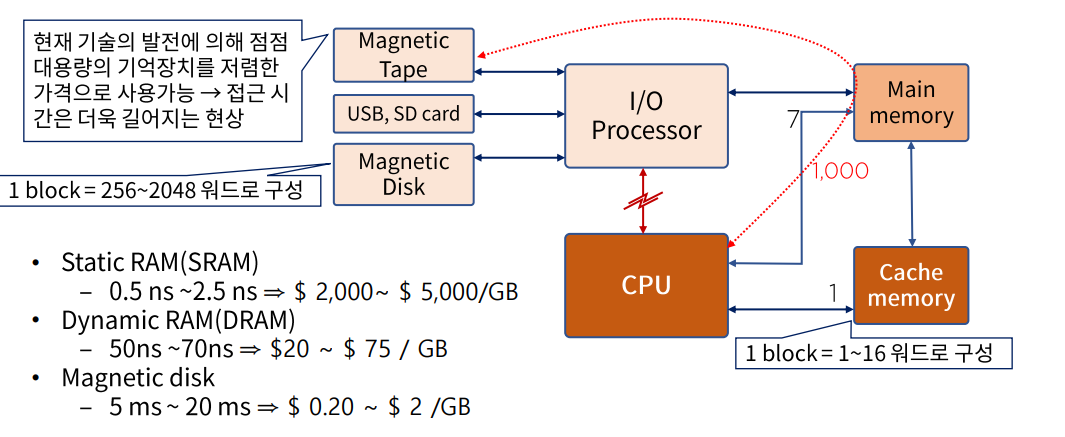 현재 기술의 발전에 의해 점점
대용량의 기억장치를 저렴한
가격으로 사용가능 → 접근 시
간은 더욱 길어지는 현상
Magnetic
Tape
USB, SD card
Magnetic
Disk
1 block = 256~2048 워드로 구성
I/O
Processor
Main
memory
7
1,000
CPU
1
Cache
memory
1 block = 1~16 워드로 구성
• Static RAM(SRAM)
– 0.5 ns ~2.5 ns ⇒ $ 2,000~ $ 5,000/GB
• Dynamic RAM(DRAM)
– 50ns ~70ns ⇒ $20 ~ $ 75 / GB
• Magnetic disk
– 5 ms ~ 20 ms ⇒ $ 0.20 ~ $ 2 /GB